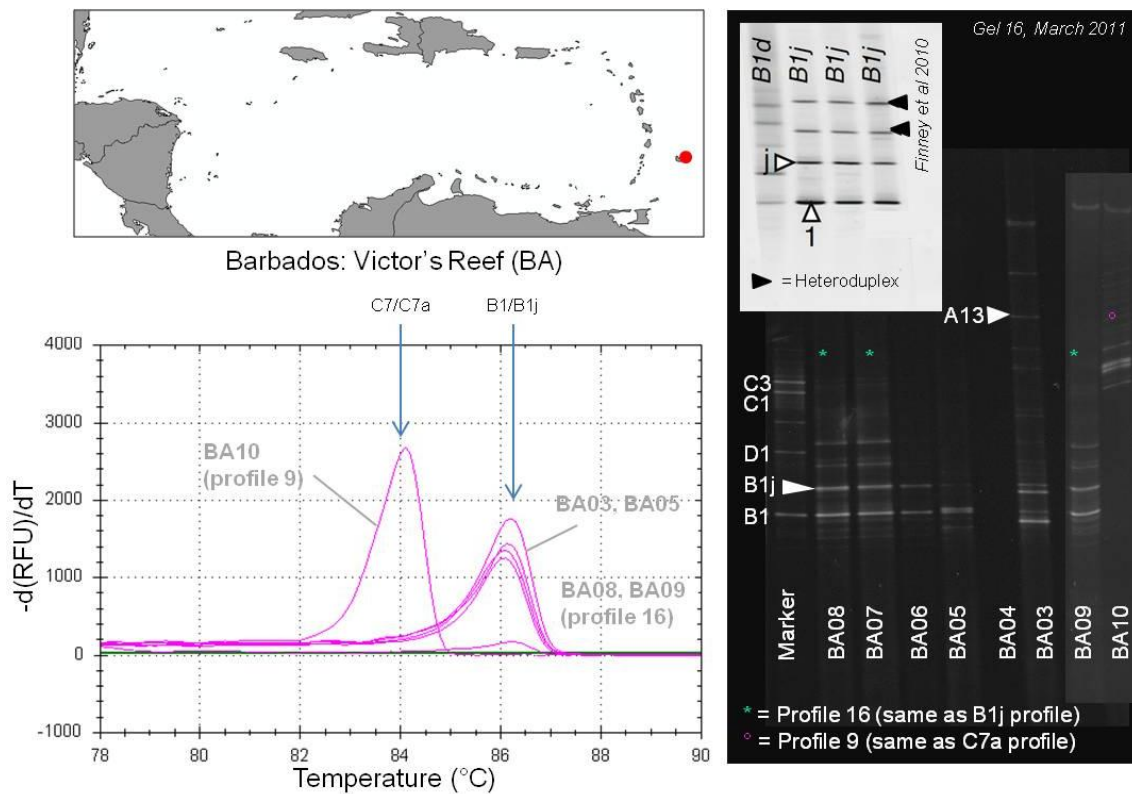 Barbados: Victor's Reef (BA)
C7/C7a
B1/B1j
4000
3000
2000
1000
0
-1000
-d(RFU)/dT
BA10
(profile 9)
BA03, BA05
BA08, BA09
(profile 16)
78
80
82
84
86
88
90
Temperature (°C)
Gel 16, March 2011
B1d
B1j
B1j
B1j
Finney et al 2010
j
1
= Heteroduplex
A13
*
*
*
C3
C1
D1
B1j
B1
Marker
BA08
BA07
BA06
BA05
BA04
BA03
BA09
BA10
* = Profile 16 (same as B1j profile)
° = Profile 9 (same as C7a profile)